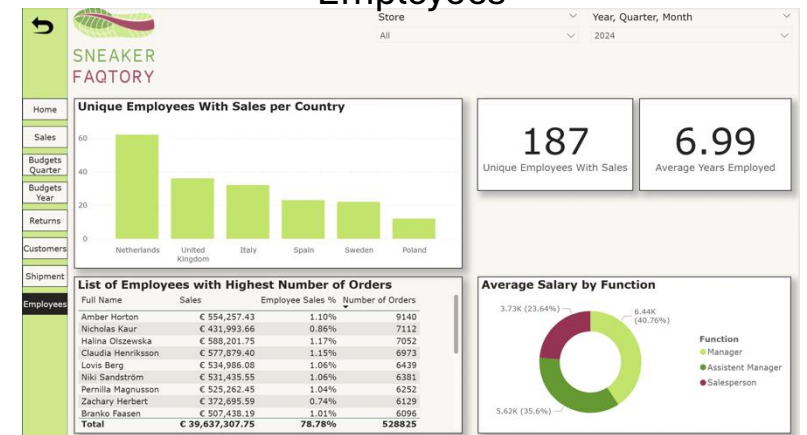 Employees
Store
Year, Quarter, Month
All
2024
SNEAKER
FAQTORY
Home
Sales
Budgets
Quarter
Budgets
Year
Returns
Customers
Shipment
Employees
Unique Employees With Sales per Country
60
40
20
0
Netherlands
United
Kingdom
Italy
Spain
Sweden
Poland
187
Unique Employees With Sales
6.99
Average Years Employed
List of Employees with Highest Number of Orders
Full Name Sales Employee Sales % Number of Orders
Amber Horton € 554,257.43 1.10% 9140
Nicholas Kaur € 431,993.66 0.86% 7112
Halina Olszewska € 588,201.75 1.17% 7052
Claudia Henriksson € 577,879.40 1.15% 6973
Lovis Berg € 534,986.08 1.06% 6439
Niki Sandström € 531,435.55 1.06% 6381
Pernilla Magnusson € 525,262.45 1.04% 6252
Zachary Herbert € 372,695.59 0.74% 6129
Branko Faasen € 507,438.19 1.01% 6096
Total € 39,637,307.75 78.78% 528825
Average Salary by Function
3.73K (23.64%)
6.44K
(40.76%)
5.62K (35.6%)
Function
Manager
Assistent Manager
Salesperson